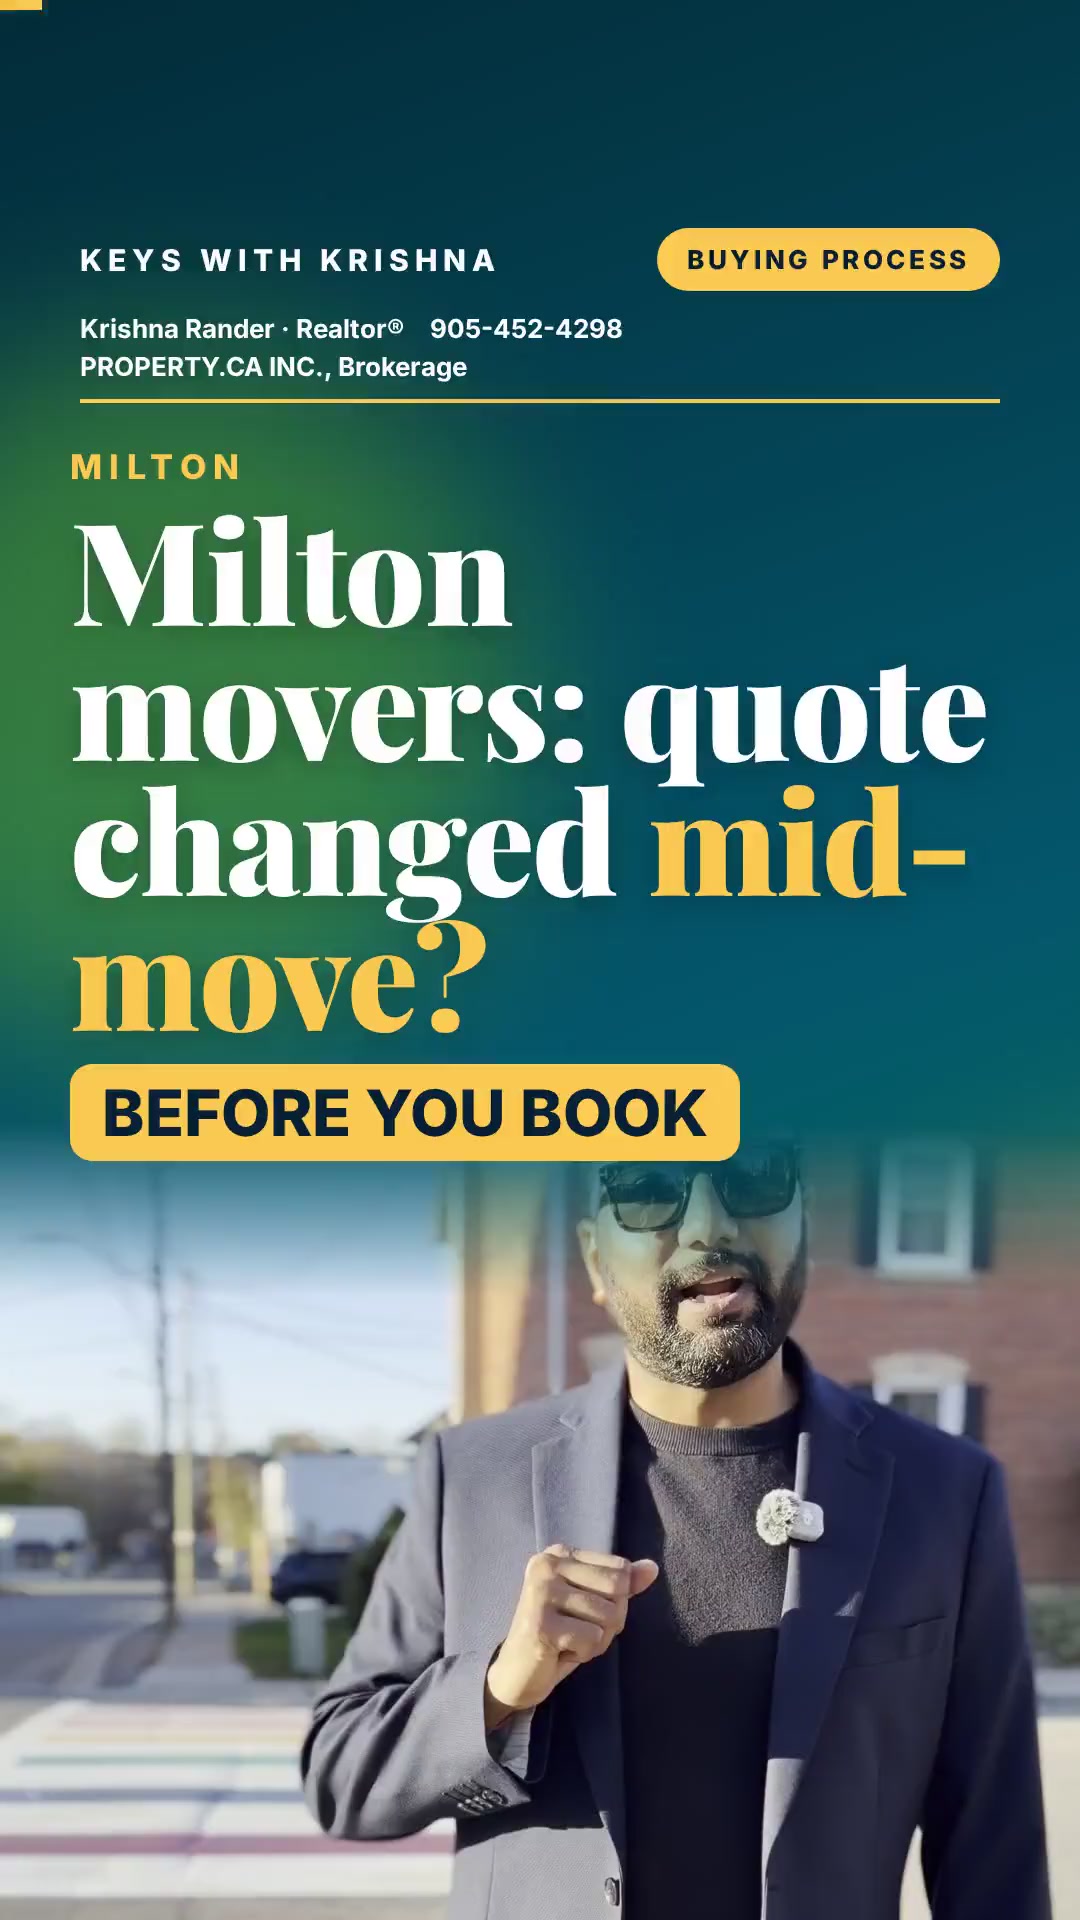 KEYS WITH KRISHNA
BUYING PROCESS
Krishna Rander · Realtor® 905-452-4298
PROPERTY.CA INC., Brokerage
MILTON
Milton
movers: quote
changed mid-
move?
BEFORE YOU BOOK